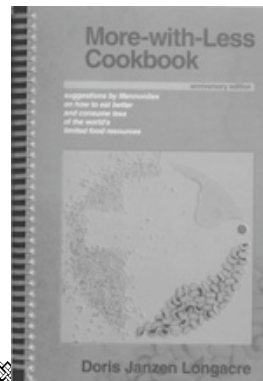 More-with-Less
Cookbook
anniversary edition
suggestions by Mennonites
on how to eat better
and consume less
of the world's
limited food resources
Doris Janzen Longacre